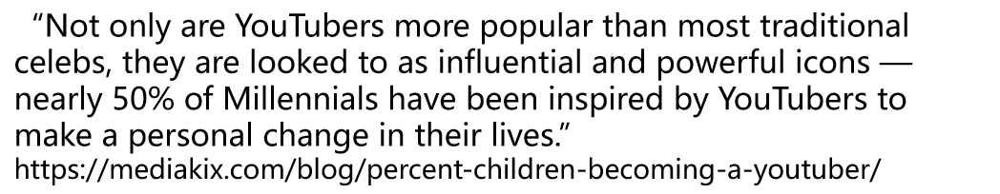 “Not only are YouTubers more popular than most traditional
celebs, they are looked to as influential and powerful icons —
nearly 50% of Millennials have been inspired by YouTubers to
make a personal change in their lives.”
https://mediakix.com/blog/percent-children-becoming-a-youtuber/